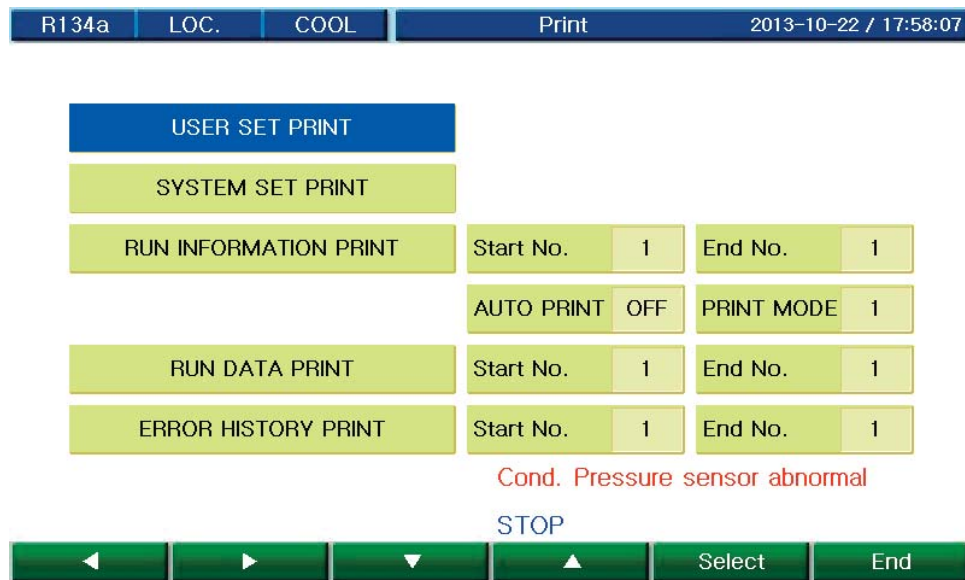 R134a LOC. COOL Print 2013-10-22 / 17:58:07
USER SET PRINT
SYSTEM SET PRINT
RUN INFORMATION PRINT Start No. 1 End No. 1
AUTO PRINT OFF PRINT MODE 1
RUN DATA PRINT Start No. 1 End No. 1
ERROR HISTORY PRINT Start No. 1 End No. 1
Cond. Pressure sensor abnormal
STOP
Select End